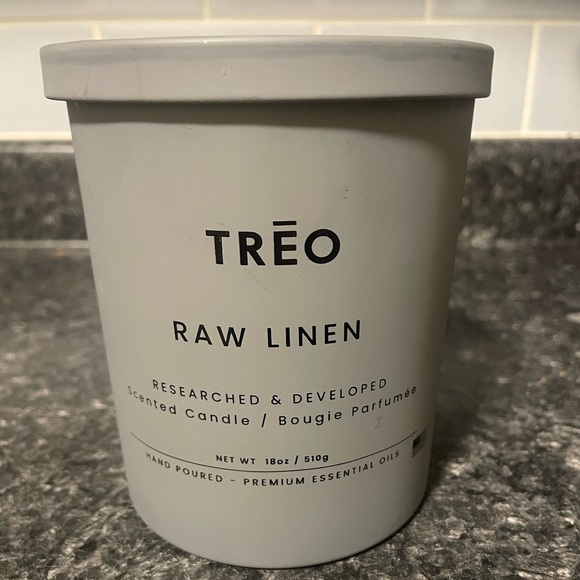 TRĒO
RAW LINEN
RESEARCHED & DEVELOPED
Scented Candle / Bougie Parfumée
NET WT 18oz / 510g
HAND POURED - PREMIUM ESSENTIAL OILS